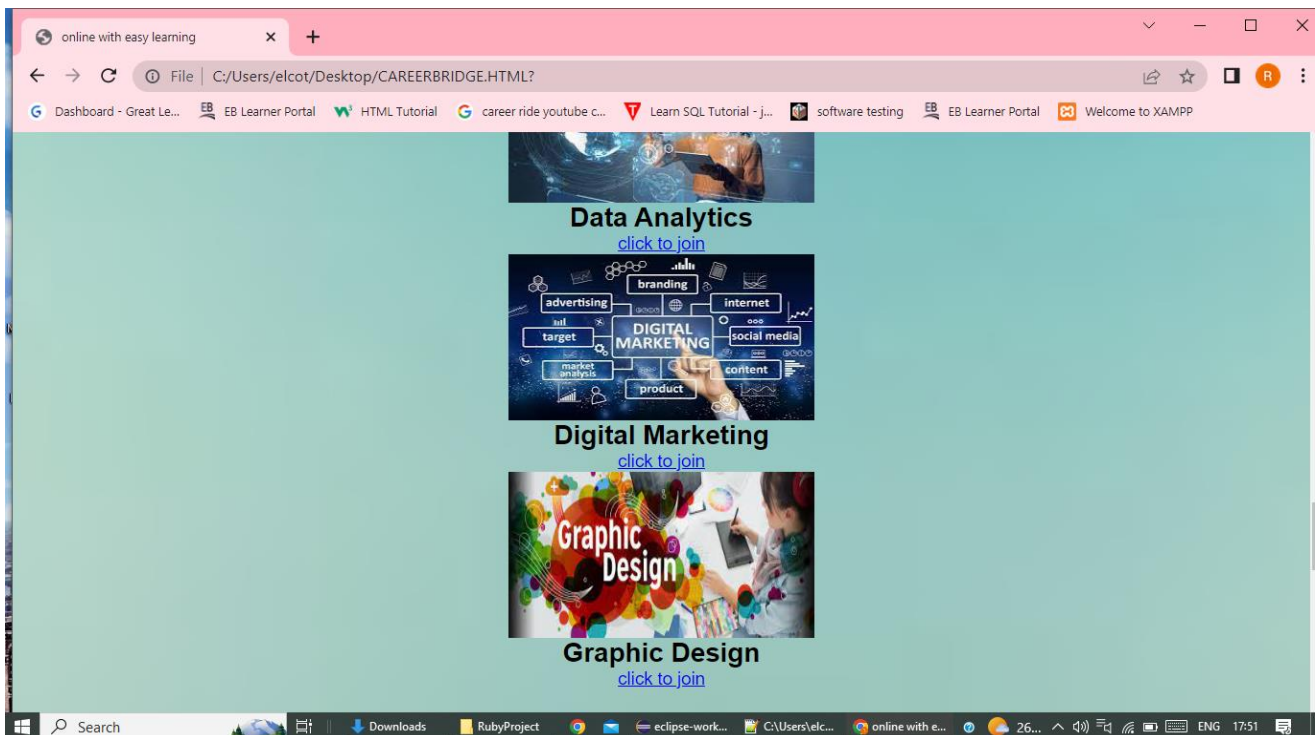 online with easy learning
File | C:/Users/elcot/Desktop/CAREERBRIDGE.HTML?
R
Dashboard - Great Le... EB Learner Portal HTML Tutorial career ride youtube c... Learn SQL Tutorial - j... software testing EB Learner Portal Welcome to XAMPP
Data Analytics
click to join
branding
advertising internet
DIGITAL
MARKETING
target social media
market
analysis
content
product
Digital Marketing
click to join
Graphic
Design
Graphic Design
click to join
Search Downloads RubyProject eclipse-work... C:\Users\elc... online with e... 26... ENG 17:51